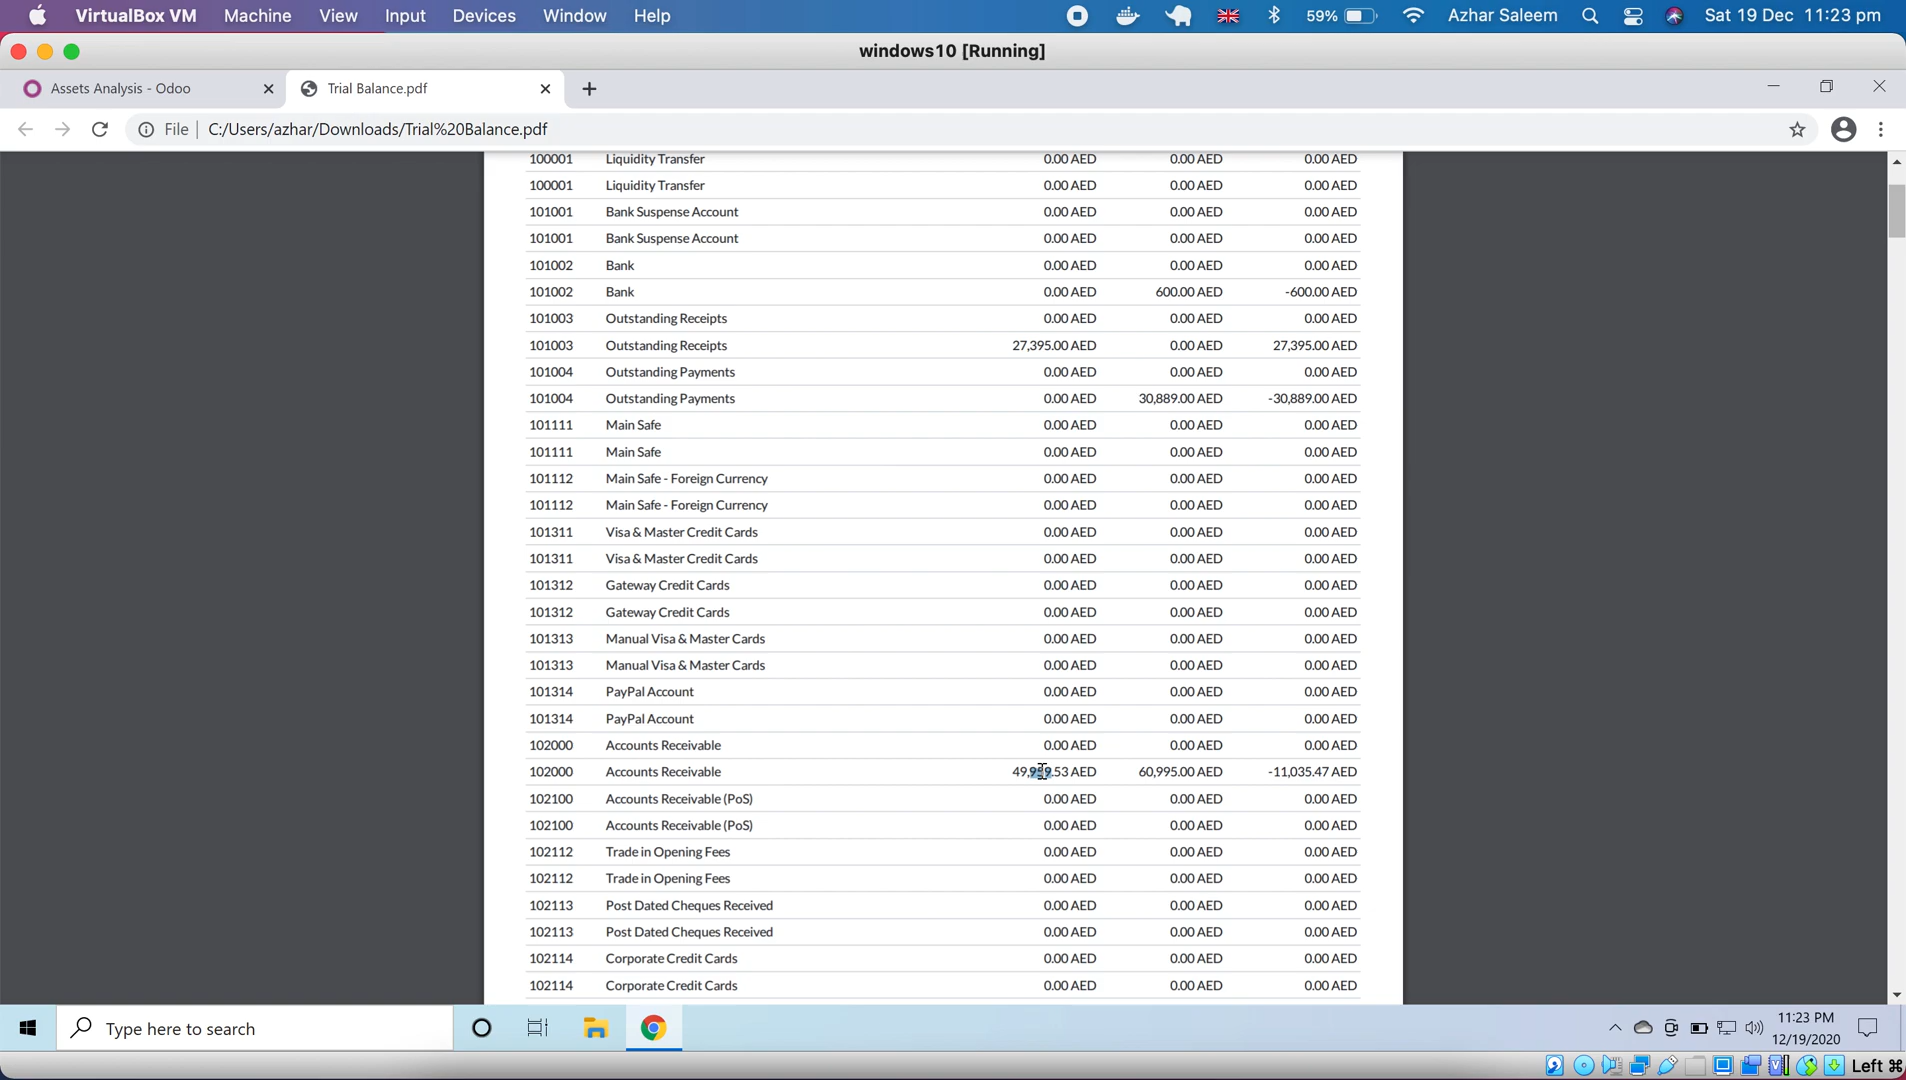 VirtualBox VM Machine View Input Devices Window Help 59% Azhar Saleem Sat 19 Dec 11:23 pm
windows10 [Running]
Assets Analysis - Odoo Trial Balance.pdf
File C:/Users/azhar/Downloads/Trial%20Balance.pdf
100001 Liquidity Transfer 0.00 AED 0.00 AED 0.00 AED
100001 Liquidity Transfer 0.00 AED 0.00 AED 0.00 AED
101001 Bank Suspense Account 0.00 AED 0.00 AED 0.00 AED
101001 Bank Suspense Account 0.00 AED 0.00 AED 0.00 AED
101002 Bank 0.00 AED 0.00 AED 0.00 AED
101002 Bank 0.00 AED 600.00 AED -600.00 AED
101003 Outstanding Receipts 0.00 AED 0.00 AED 0.00 AED
101003 Outstanding Receipts 27,395.00 AED 0.00 AED 27,395.00 AED
101004 Outstanding Payments 0.00 AED 0.00 AED 0.00 AED
101004 Outstanding Payments 0.00 AED 30,889.00 AED -30,889.00 AED
101111 Main Safe 0.00 AED 0.00 AED 0.00 AED
101111 Main Safe 0.00 AED 0.00 AED 0.00 AED
101112 Main Safe - Foreign Currency 0.00 AED 0.00 AED 0.00 AED
101112 Main Safe - Foreign Currency 0.00 AED 0.00 AED 0.00 AED
101311 Visa & Master Credit Cards 0.00 AED 0.00 AED 0.00 AED
101311 Visa & Master Credit Cards 0.00 AED 0.00 AED 0.00 AED
101312 Gateway Credit Cards 0.00 AED 0.00 AED 0.00 AED
101312 Gateway Credit Cards 0.00 AED 0.00 AED 0.00 AED
101313 Manual Visa & Master Cards 0.00 AED 0.00 AED 0.00 AED
101313 Manual Visa & Master Cards 0.00 AED 0.00 AED 0.00 AED
101314 PayPal Account 0.00 AED 0.00 AED 0.00 AED
101314 PayPal Account 0.00 AED 0.00 AED 0.00 AED
102000 Accounts Receivable 0.00 AED 0.00 AED 0.00 AED
102000 Accounts Receivable 49,959.53 AED 60,995.00 AED -11,035.47 AED
102100 Accounts Receivable (PoS) 0.00 AED 0.00 AED 0.00 AED
102100 Accounts Receivable (PoS) 0.00 AED 0.00 AED 0.00 AED
102112 Trade in Opening Fees 0.00 AED 0.00 AED 0.00 AED
102112 Trade in Opening Fees 0.00 AED 0.00 AED 0.00 AED
102113 Post Dated Cheques Received 0.00 AED 0.00 AED 0.00 AED
102113 Post Dated Cheques Received 0.00 AED 0.00 AED 0.00 AED
102114 Corporate Credit Cards 0.00 AED 0.00 AED 0.00 AED
102114 Corporate Credit Cards 0.00 AED 0.00 AED 0.00 AED
Type here to search
11:23 PM
12/19/2020
Left ⌘